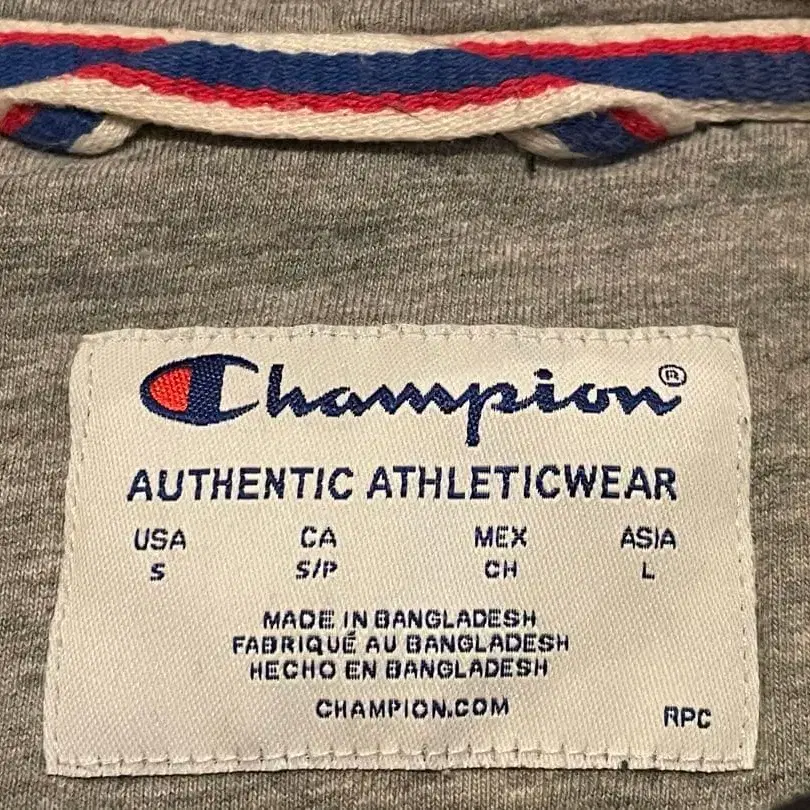 Champion®
AUTHENTIC ATHLETICWEAR
USA CA MEX ASIA
S S/P CH L
MADE IN BANGLADESH
FABRIQUÉ AU BANGLADESH
HECHO EN BANGLADESH
CHAMPION.COM
RPC